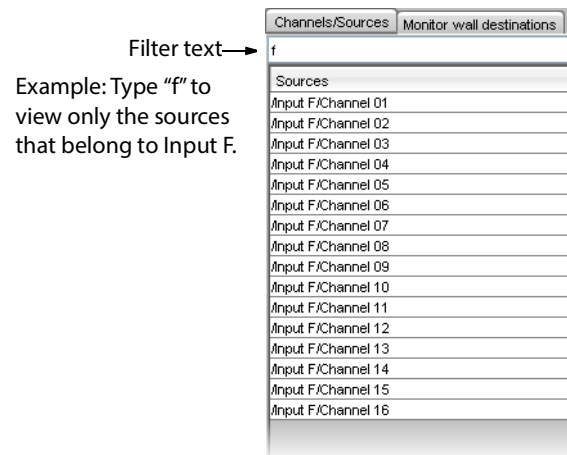 Channels/Sources Monitor wall destinations
Filter text
f
Example: Type “f” to
view only the sources
that belong to Input F.
Sources
/Input F/Channel 01
/Input F/Channel 02
/Input F/Channel 03
/Input F/Channel 04
/Input F/Channel 05
/Input F/Channel 06
/Input F/Channel 07
/Input F/Channel 08
/Input F/Channel 09
/Input F/Channel 10
/Input F/Channel 11
/Input F/Channel 12
/Input F/Channel 13
/Input F/Channel 14
/Input F/Channel 15
/Input F/Channel 16